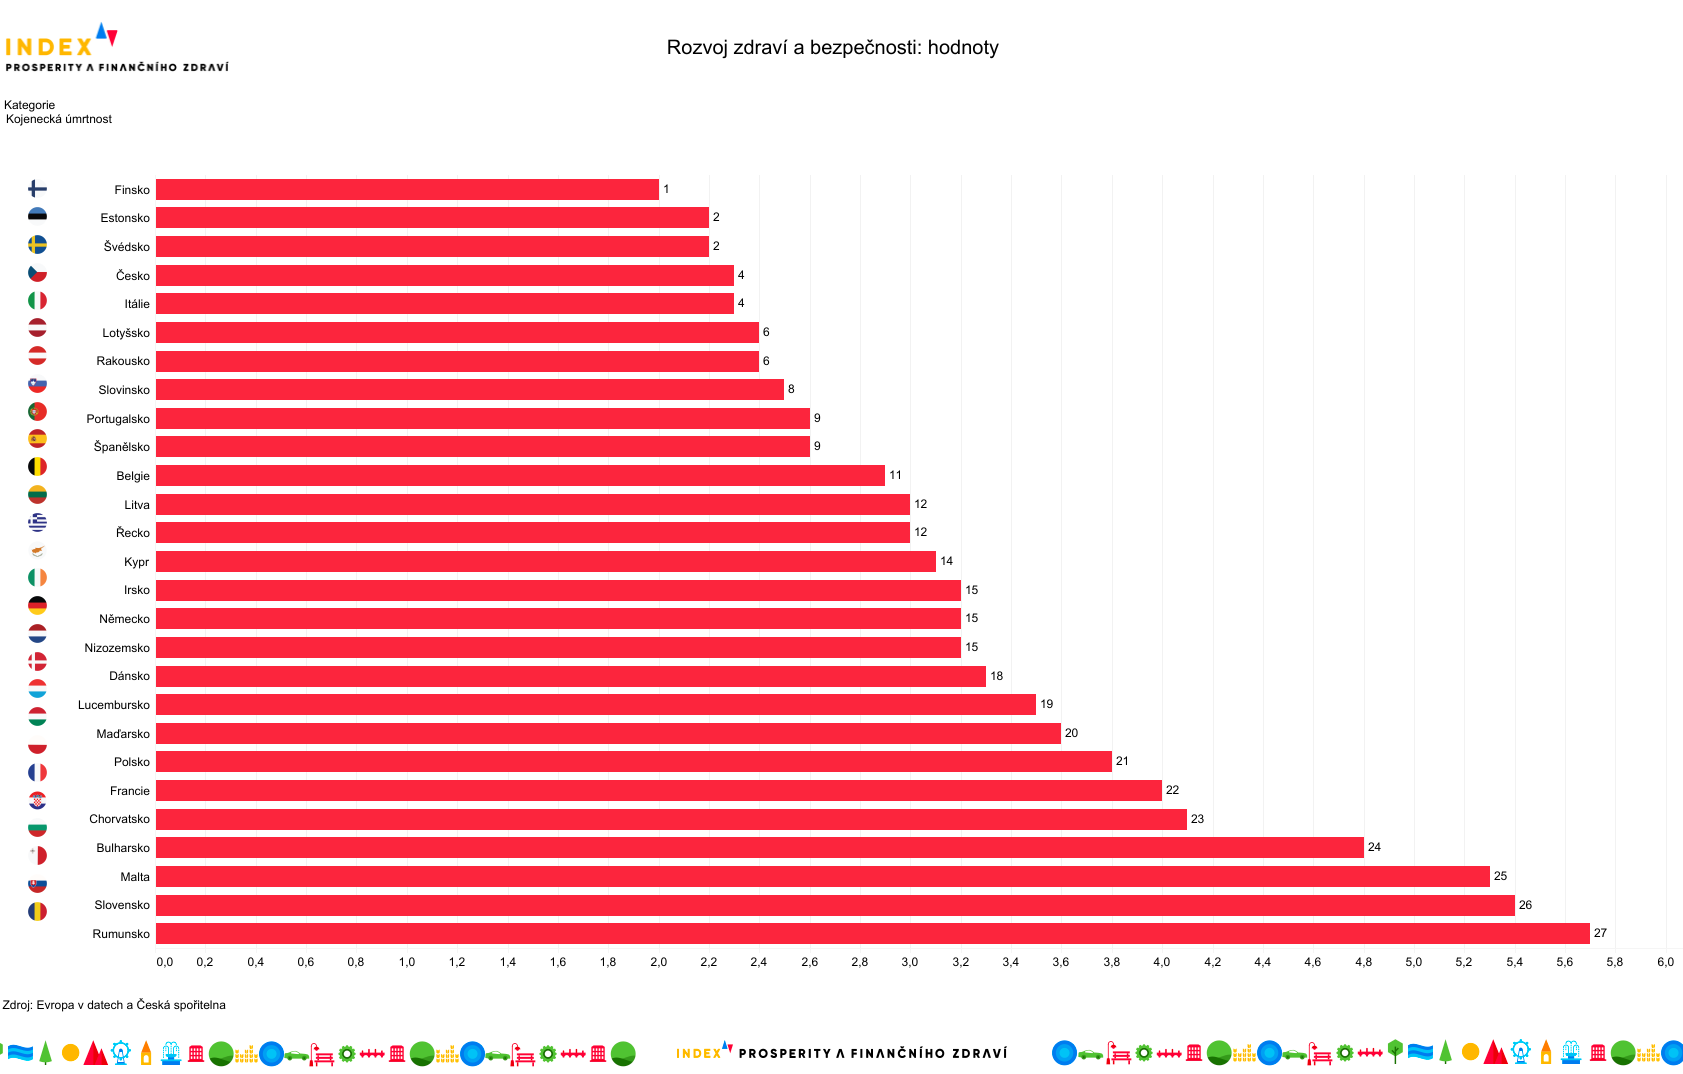 INDEX
PROSPERITY A FINANČNÍHO ZDRAVÍ
Rozvoj zdraví a bezpečnosti: hodnoty
Kategorie
Kojenecká úmrtnost
Finsko 1
Estonsko 2
Švédsko 2
Česko 4
Itálie 4
Lotyšsko 6
Rakousko 6
Slovinsko 8
Portugalsko 9
Španělsko 9
Belgie 11
Litva 12
Řecko 12
Kypr 14
Irsko 15
Německo 15
Nizozemsko 15
Dánsko 18
Lucembursko 19
Maďarsko 20
Polsko 21
Francie 22
Chorvatsko 23
Bulharsko 24
Malta 25
Slovensko 26
Rumunsko 27
0,0 0,2 0,4 0,6 0,8 1,0 1,2 1,4 1,6 1,8 2,0 2,2 2,4 2,6 2,8 3,0 3,2 3,4 3,6 3,8 4,0 4,2 4,4 4,6 4,8 5,0 5,2 5,4 5,6 5,8 6,0
Zdroj: Evropa v datech a Česká spořitelna
INDEX PROSPERITY A FINANČNÍHO ZDRAVÍ